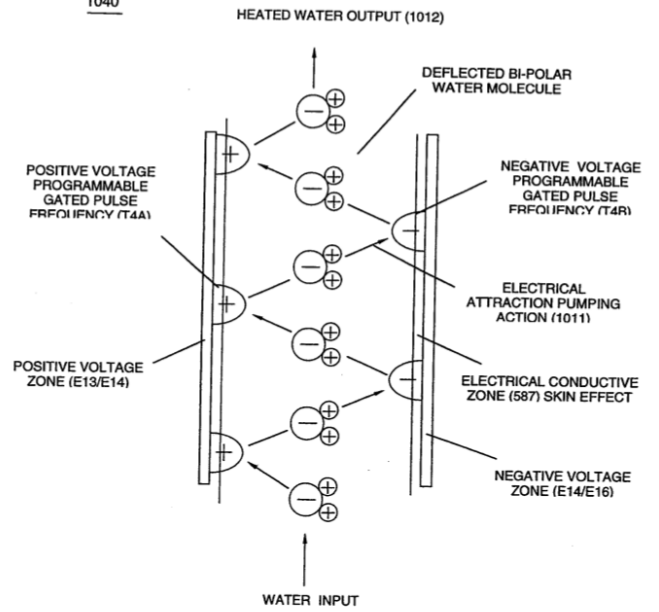 1040
HEATED WATER OUTPUT (1012)
DEFLECTED BI-POLAR
WATER MOLECULE
POSITIVE VOLTAGE
PROGRAMMABLE
GATED PULSE
FREQUENCY (T4A)
NEGATIVE VOLTAGE
PROGRAMMABLE
GATED PULSE
FREQUENCY (T4B)
ELECTRICAL
ATTRACTION PUMPING
ACTION (1011)
POSITIVE VOLTAGE
ZONE (E13/E14)
ELECTRICAL CONDUCTIVE
ZONE (587) SKIN EFFECT
NEGATIVE VOLTAGE
ZONE (E14/E16)
WATER INPUT